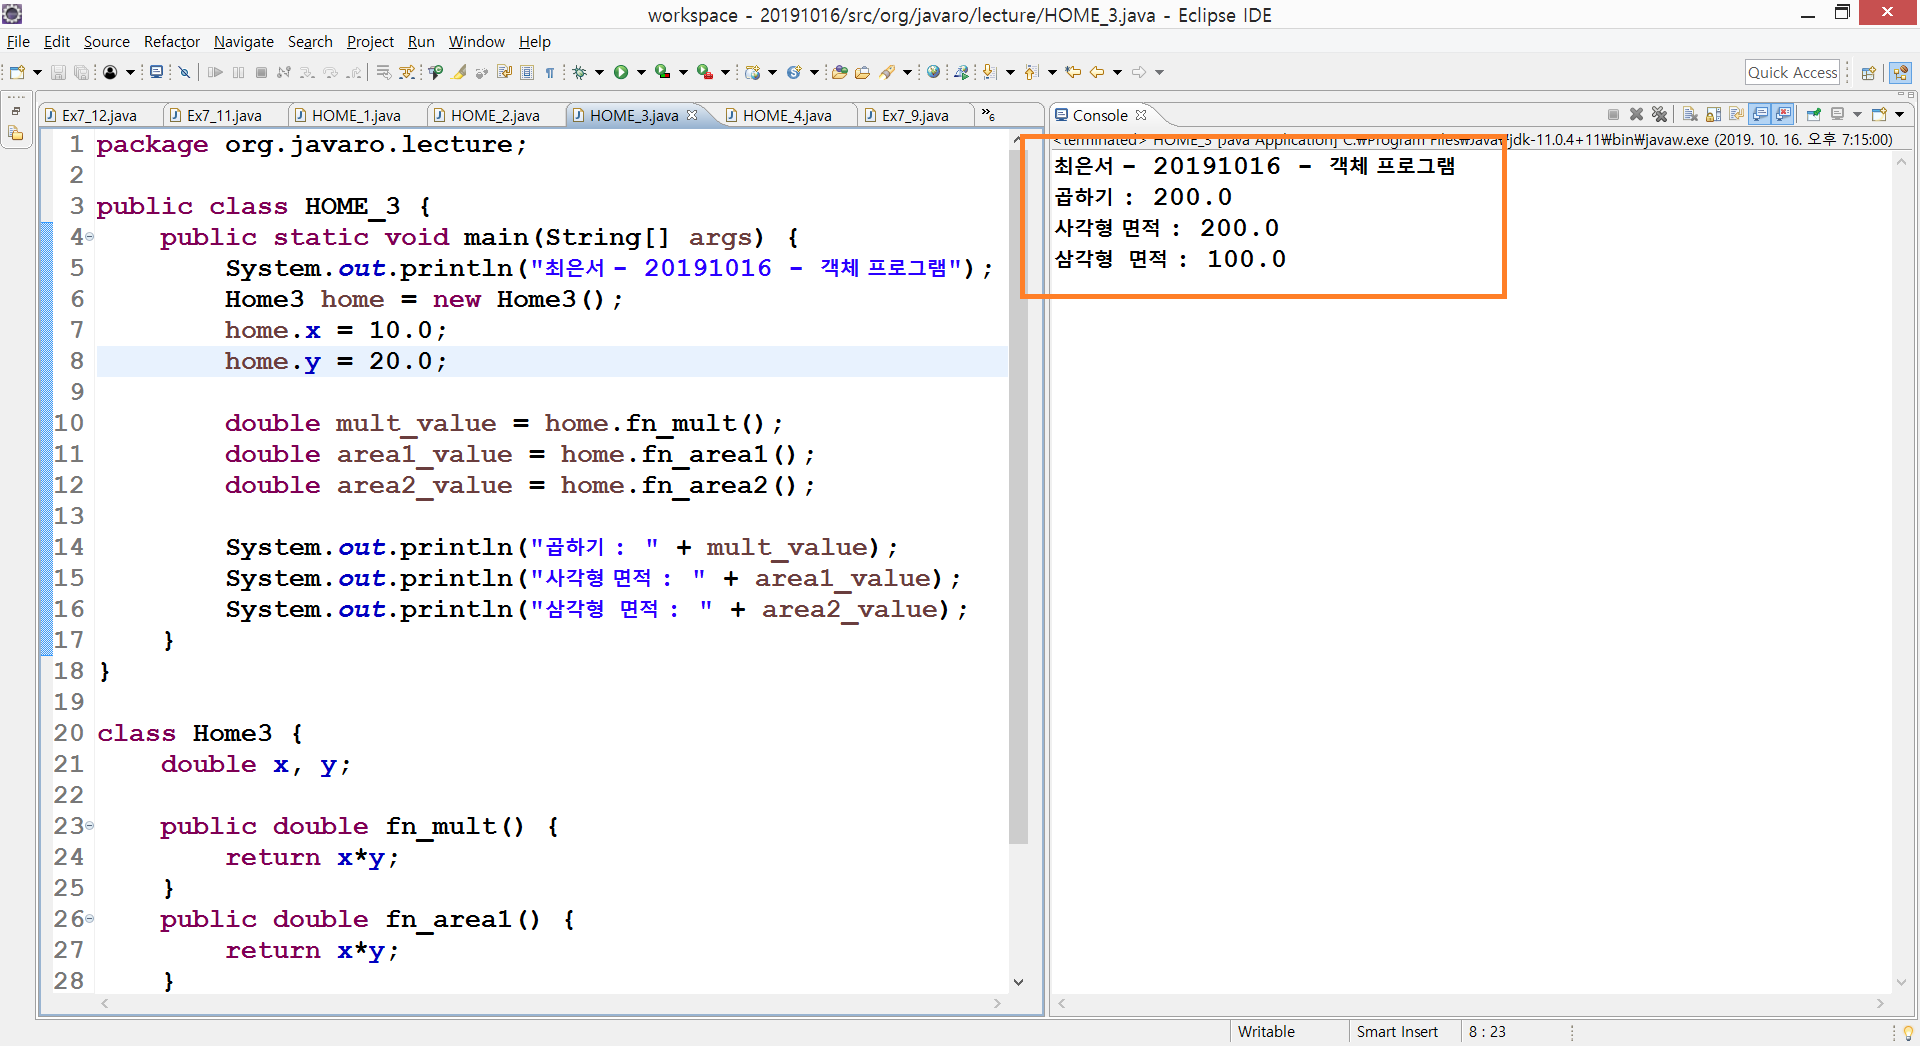 workspace - 20191016/src/org/javaro/lecture/HOME_3.java - Eclipse IDE
File Edit Source Refactor Navigate Search Project Run Window Help
Quick Access
Ex7_12.java Ex7_11.java HOME_1.java HOME_2.java HOME_3.java HOME_4.java Ex7_9.java »6
1 package org.javaro.lecture;
2
3 public class HOME_3 {
4 public static void main(String[] args) {
5 System.out.println("최은서 - 20191016 - 객체 프로그램");
6 Home3 home = new Home3();
7 home.x = 10.0;
8 home.y = 20.0;
9
10 double mult_value = home.fn_mult();
11 double area1_value = home.fn_area1();
12 double area2_value = home.fn_area2();
13
14 System.out.println("곱하기 : " + mult_value);
15 System.out.println("사각형 면적 : " + area1_value);
16 System.out.println("삼각형 면적 : " + area2_value);
17 }
18 }
19
20 class Home3 {
21 double x, y;
22
23 public double fn_mult() {
24 return x*y;
25 }
26 public double fn_area1() {
27 return x*y;
28 }
Console
<terminated> HOME_3 [Java Application] C:₩Program Files₩Java₩jdk-11.0.4+11₩bin₩javaw.exe (2019. 10. 16. 오후 7:15:00)
최은서 - 20191016 - 객체 프로그램
곱하기 : 200.0
사각형 면적 : 200.0
삼각형 면적 : 100.0
Writable Smart Insert 8 : 23